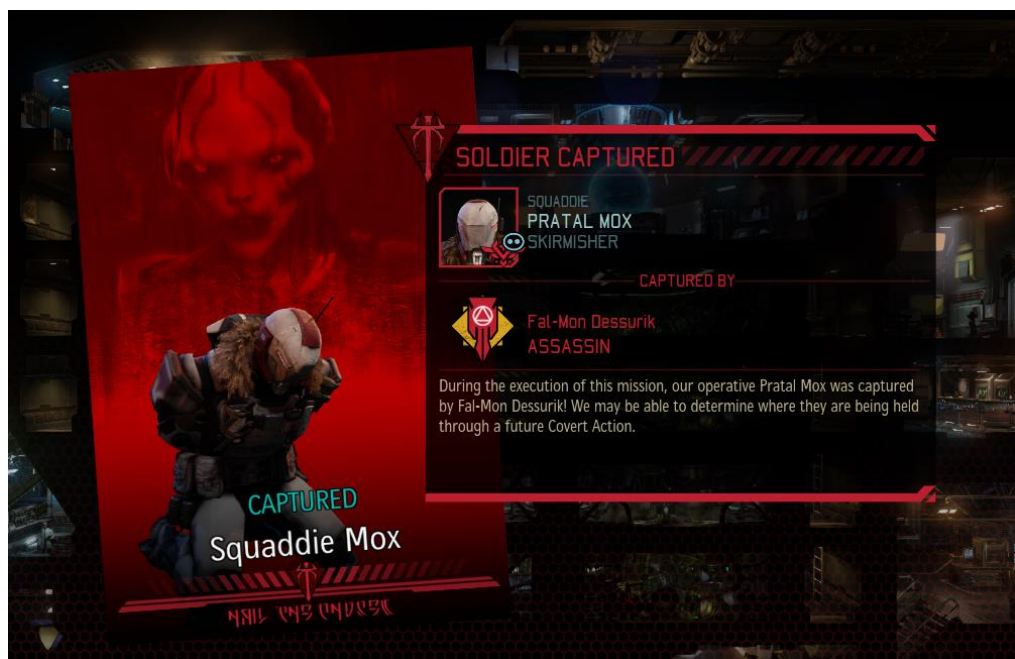 SOLDIER CAPTURED
SQUADDIE
PRATAL MOX
SKIRMISHER
CAPTURED BY
Fal-Mon Dessurik
ASSASSIN
During the execution of this mission, our operative Pratal Mox was captured
by Fal-Mon Dessurik! We may be able to determine where they are being held
through a future Covert Action.
CAPTURED
Squaddie Mox